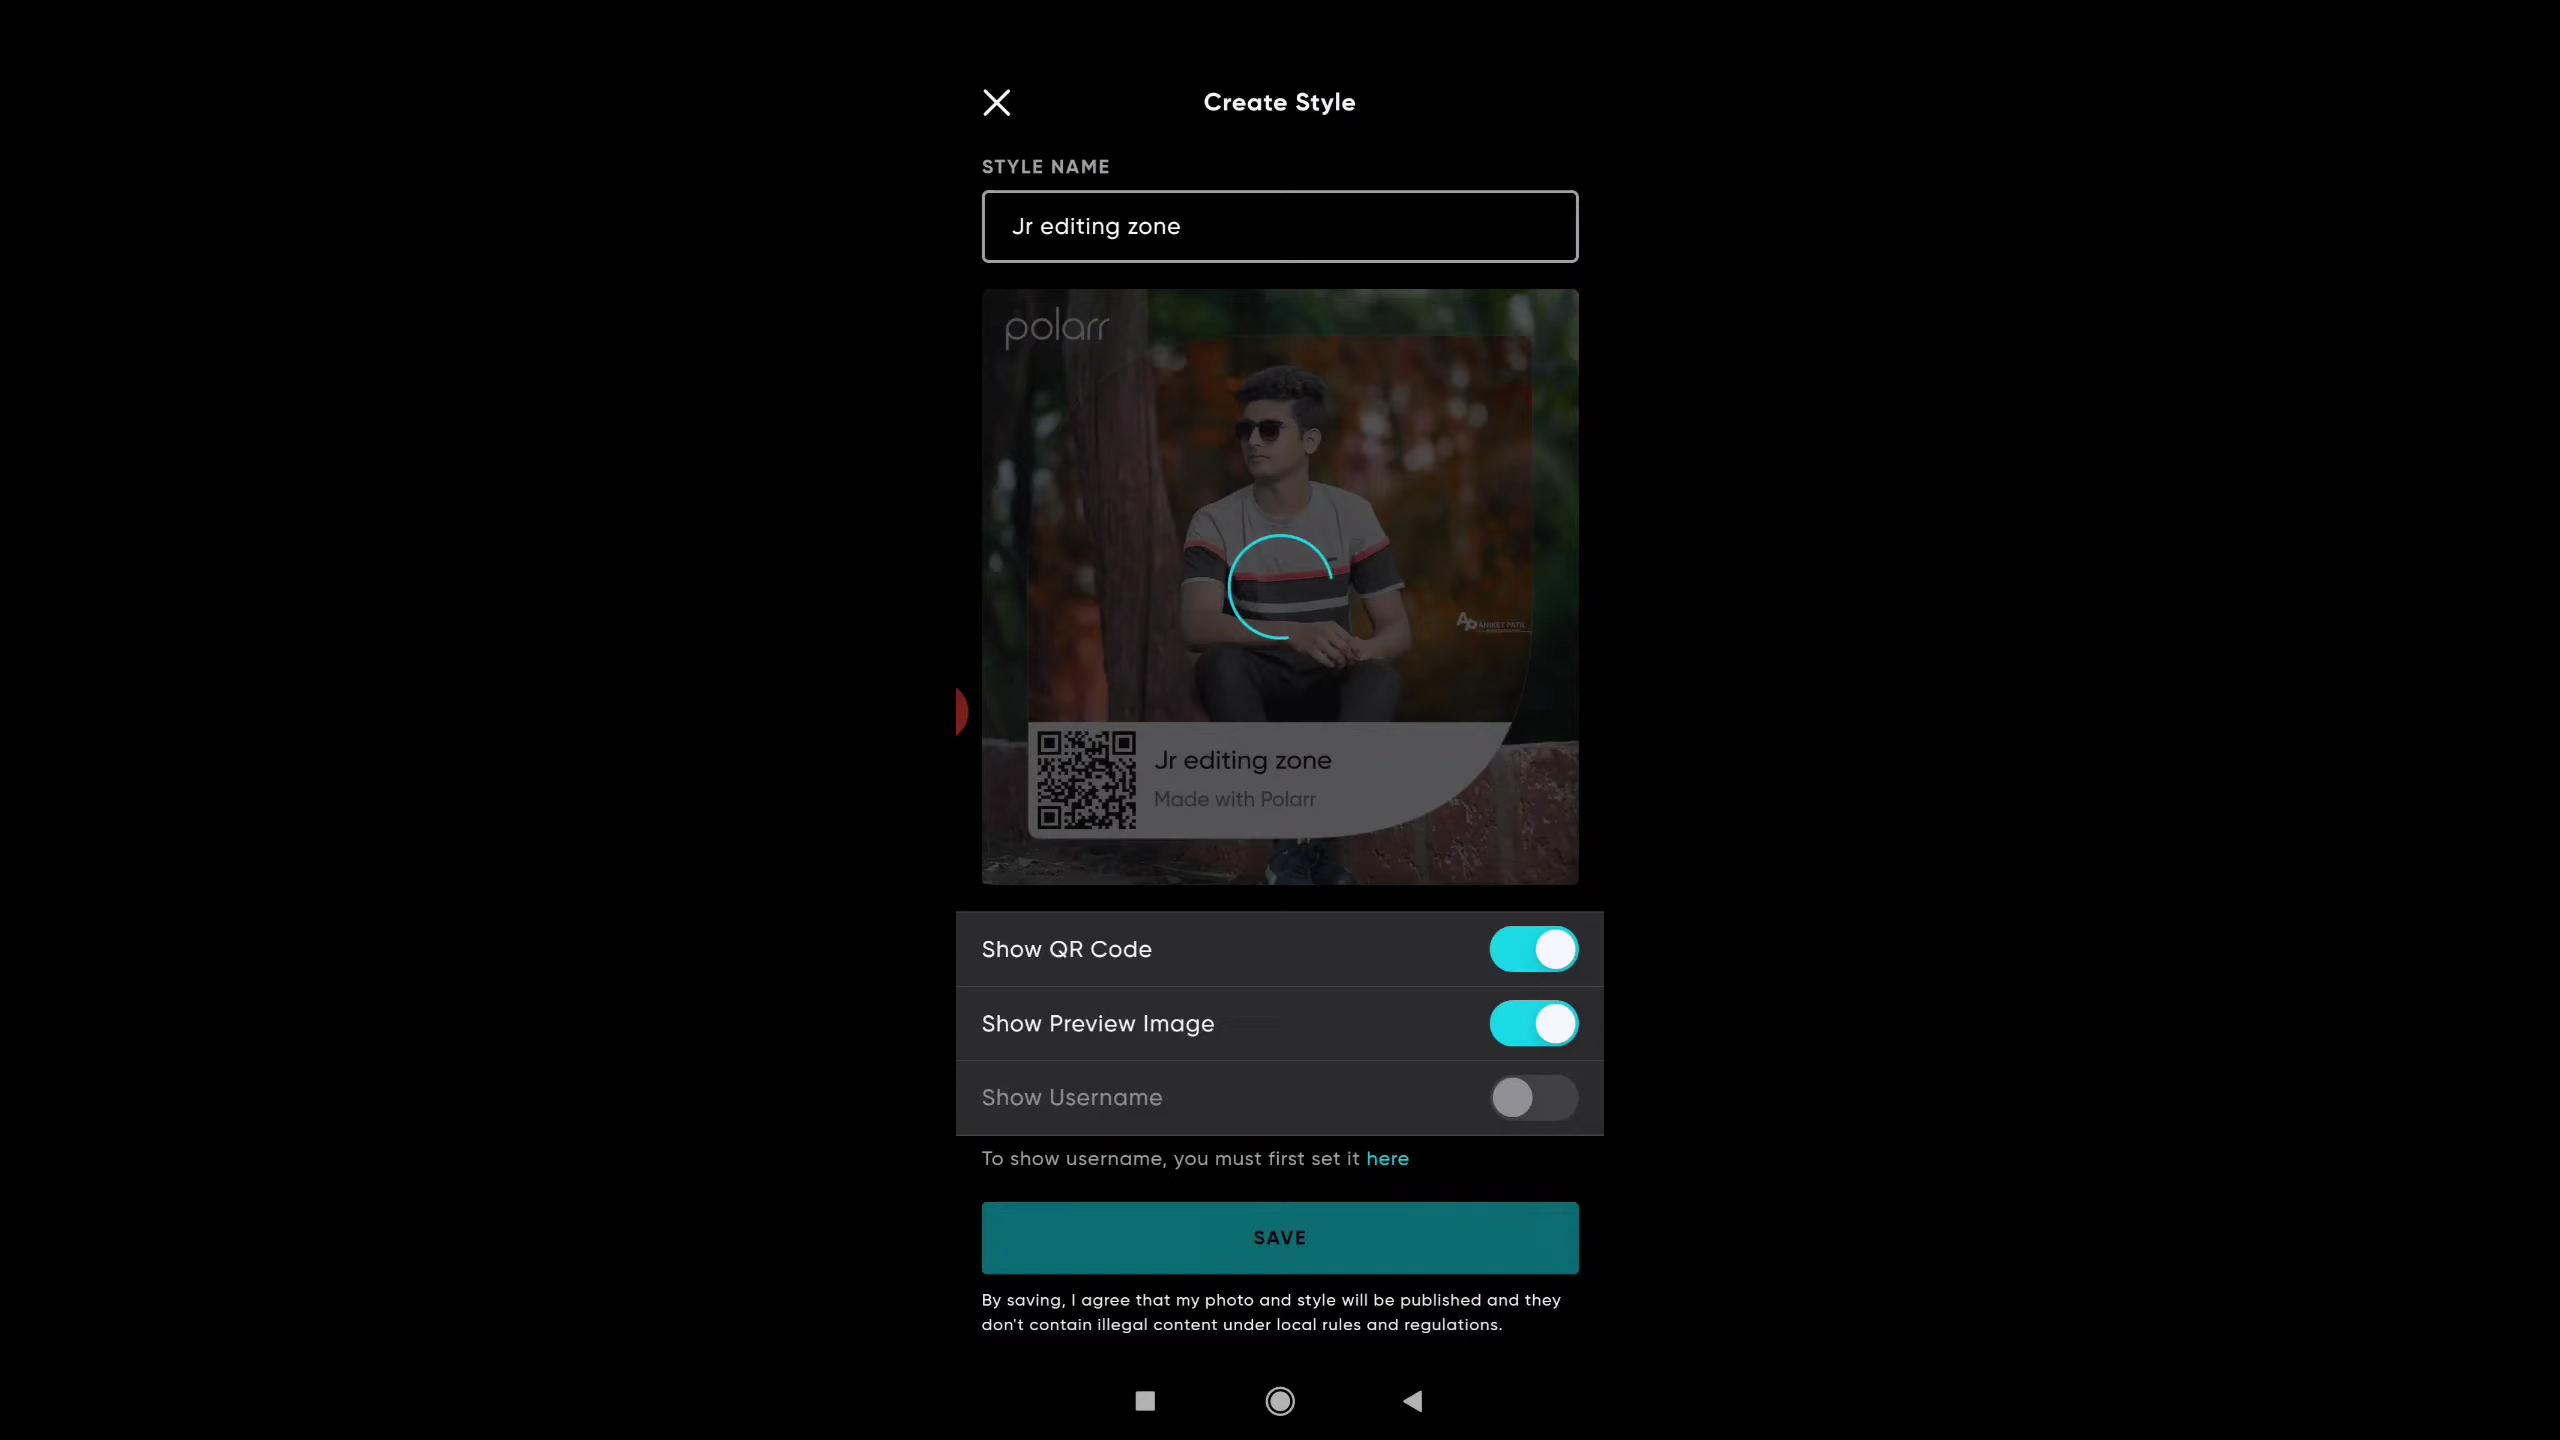 Create Style
STYLE NAME
Jr editing zone
polarr
ANIKET PATIL
Jr editing zone
Made with Polarr
Show QR Code
Show Preview Image
Show Username
To show username, you must first set it here
SAVE
By saving, I agree that my photo and style will be published and they
don't contain illegal content under local rules and regulations.